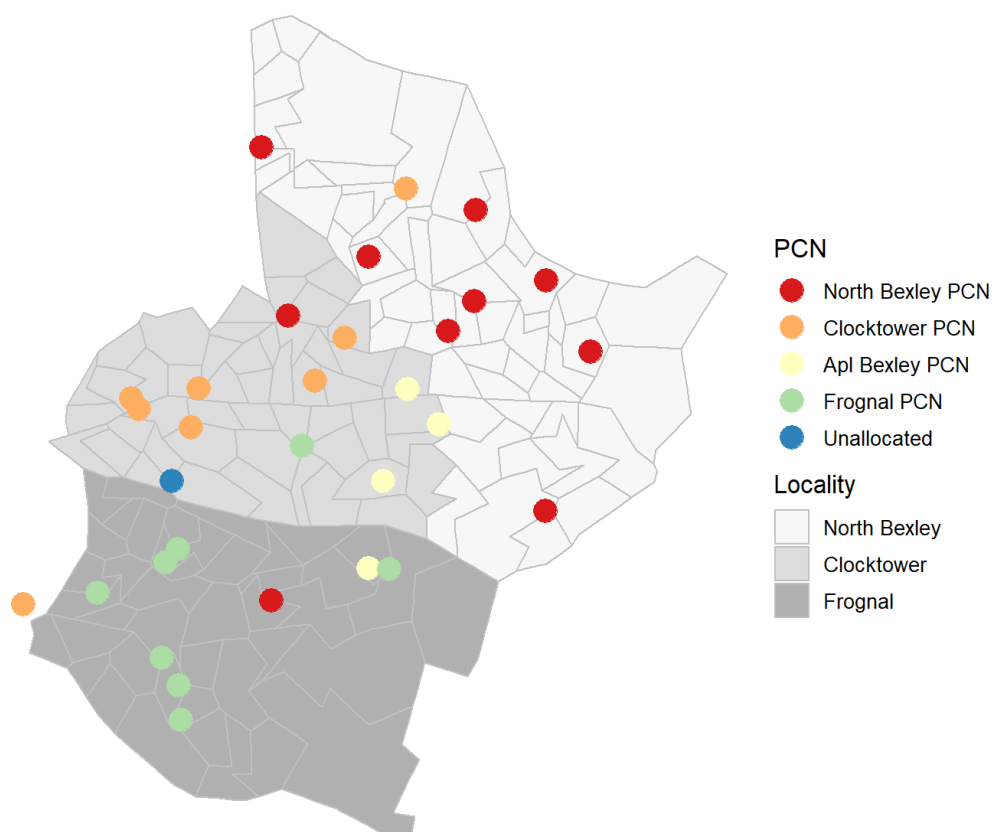 PCN
North Bexley PCN
Clocktower PCN
Apl Bexley PCN
Frognal PCN
Unallocated
Locality
North Bexley
Clocktower
Frognal